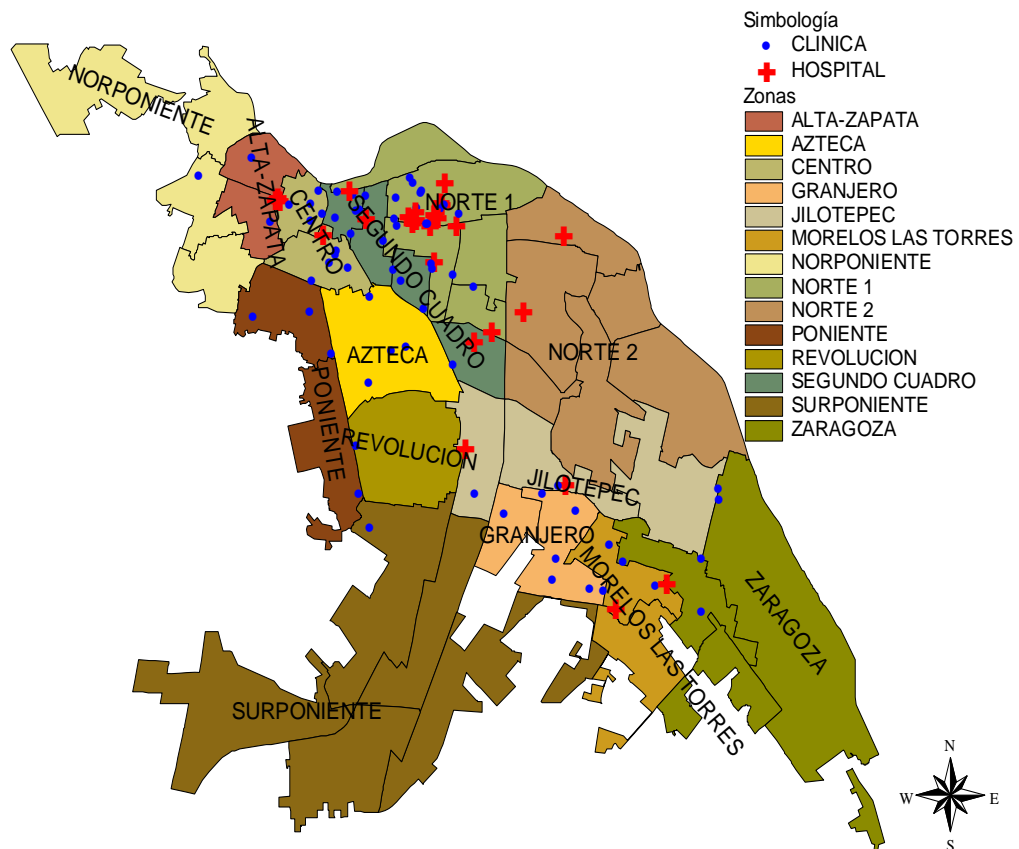 Simbología
CLINICA
HOSPITAL
Zonas
ALTA-ZAPATA
AZTECA
CENTRO
GRANJERO
JILOTEPEC
MORELOS LAS TORRES
NORPONIENTE
NORTE 1
NORTE 2
PONIENTE
REVOLUCION
SEGUNDO CUADRO
SURPONIENTE
ZARAGOZA
NORPONIENTE
ALTA-ZAPATA
CENTRO
SEGUNDO CUADRO
NORTE 1
NORTE 2
AZTECA
PONIENTE
REVOLUCION
JILOTEPEC
GRANJERO
MORELOS LAS TORRES
ZARAGOZA
SURPONIENTE
N
W
E
S